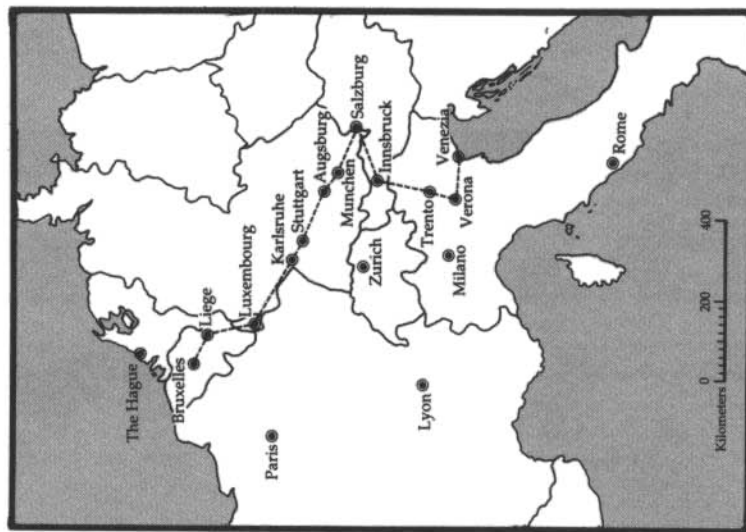 The Hague
Bruxelles
Liege
Luxembourg
Paris
Karlsruhe
Stuttgart
Augsburg
Munchen
Salzburg
Innsbruck
Zurich
Trento
Verona
Venezia
Milano
Lyon
Rome
Kilometers 0 200 400